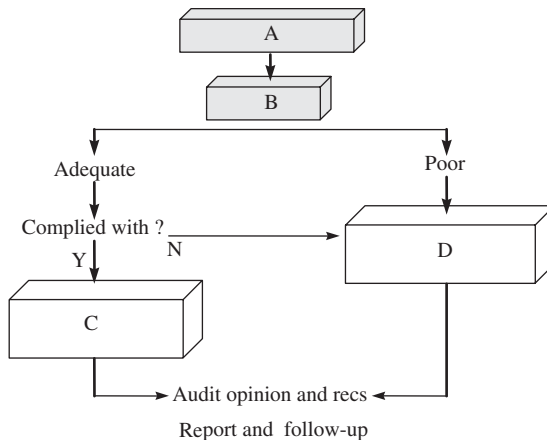 A
B
Adequate
Poor
Complied with ?
N
Y
D
C
Audit opinion and recs
Report and follow-up